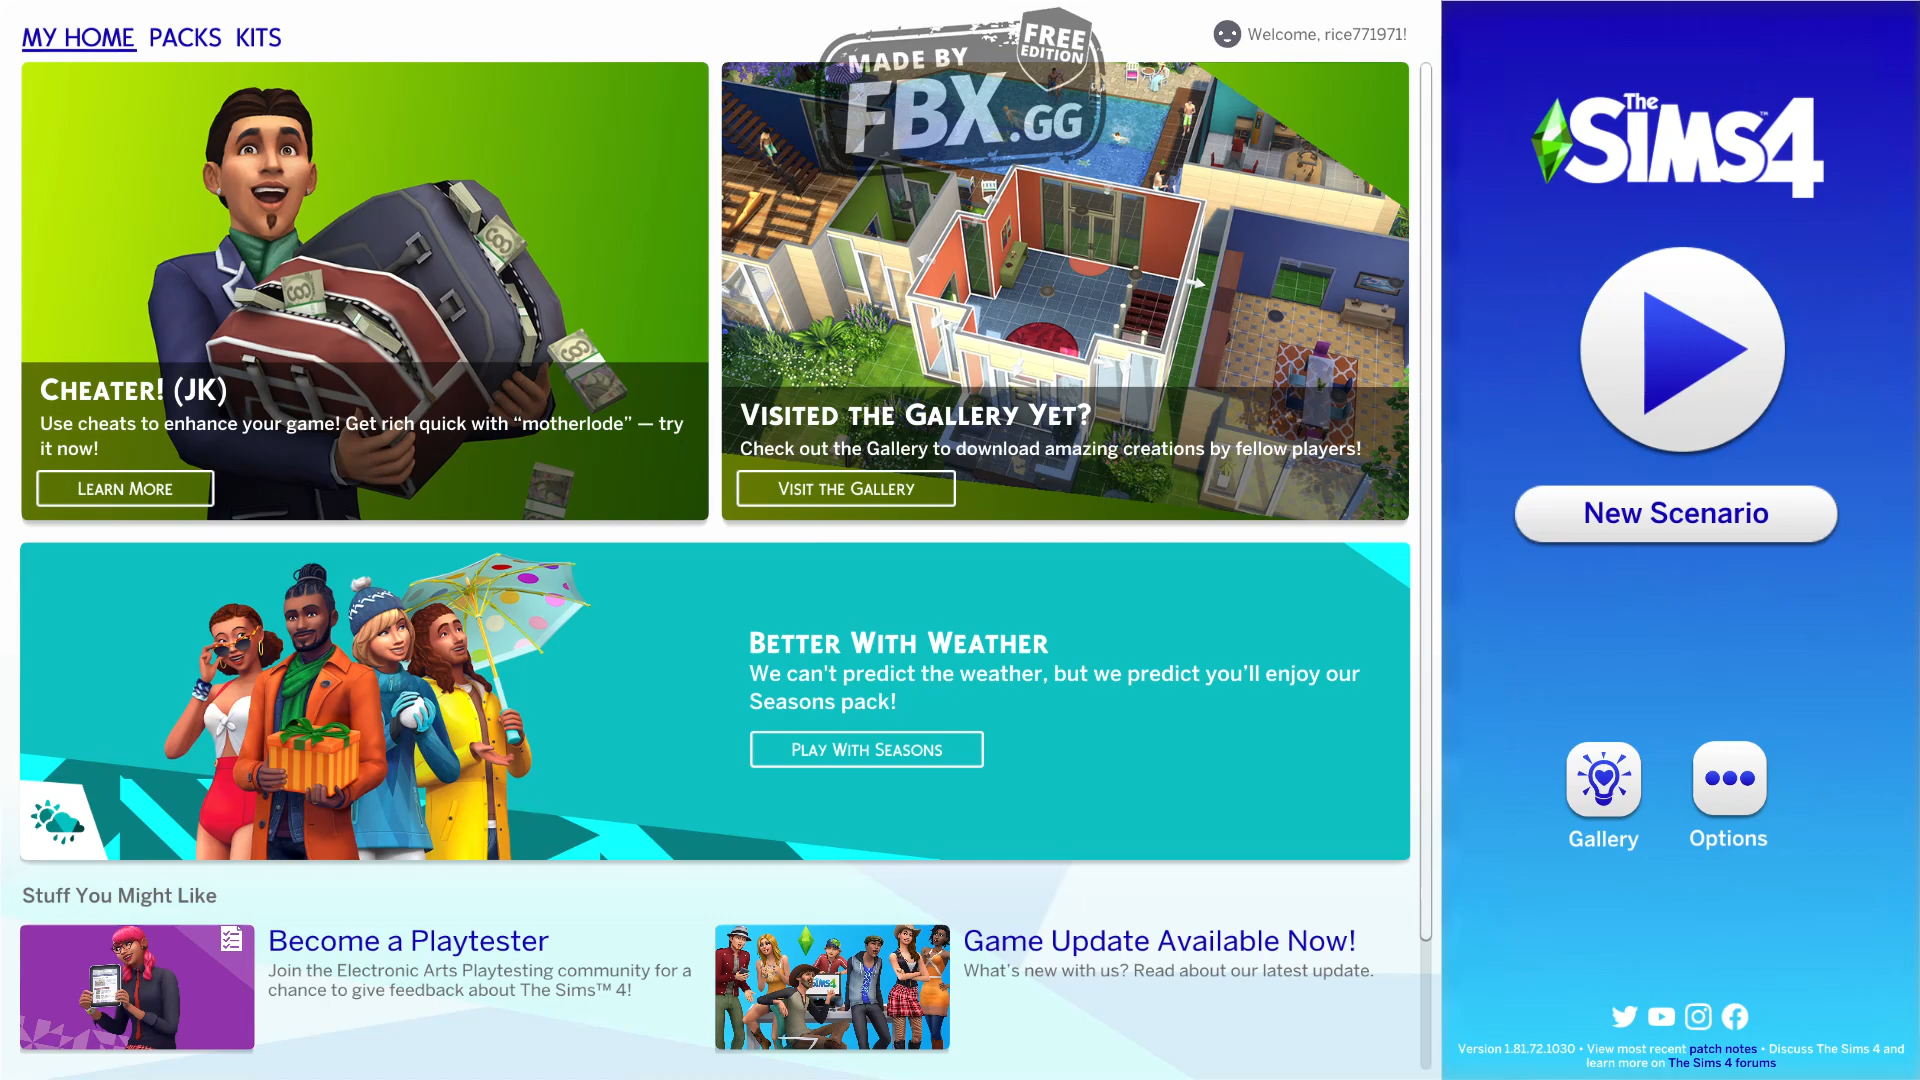 MY HOME PACKS KITS
MADE BY
FREE
EDITION
FBX.GG
Welcome, rice771971!
CHEATER! (JK)
Use cheats to enhance your game! Get rich quick with “motherlode” — try
it now!
LEARN MORE
VISITED THE GALLERY YET?
Check out the Gallery to download amazing creations by fellow players!
VISIT THE GALLERY
BETTER WITH WEATHER
We can't predict the weather, but we predict you'll enjoy our
Seasons pack!
PLAY WITH SEASONS
Stuff You Might Like
Become a Playtester
Join the Electronic Arts Playtesting community for a
chance to give feedback about The Sims™ 4!
Game Update Available Now!
What's new with us? Read about our latest update.
The SIMS™ 4
New Scenario
Gallery
Options
Version 1.81.72.1030 • View most recent patch notes • Discuss The Sims 4 and
learn more on The Sims 4 forums